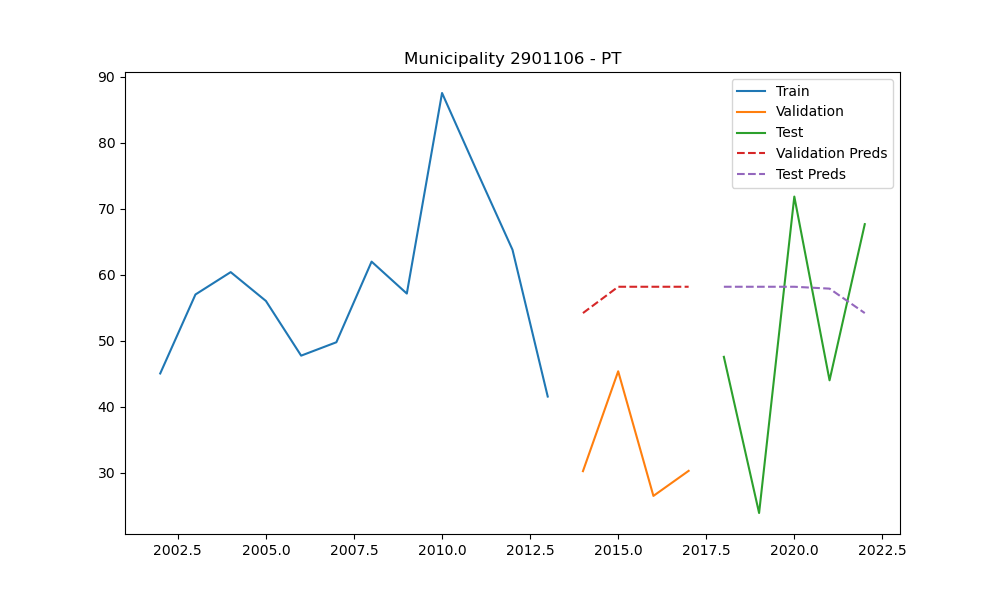 Municipality 2901106 - PT
90
80
70
60
50
40
30
Train
Validation
Test
Validation Preds
Test Preds
2002.5 2005.0 2007.5 2010.0 2012.5 2015.0 2017.5 2020.0 2022.5